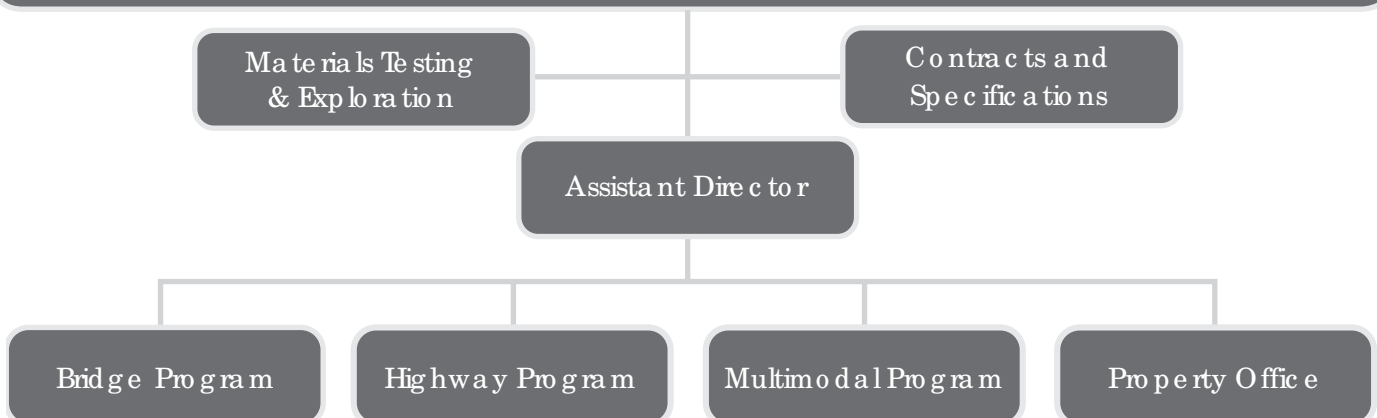 Materials Testing
& Exploration
Contracts and
Specifications
Assistant Director
Bridge Program
Highway Program
Multimodal Program
Property Office